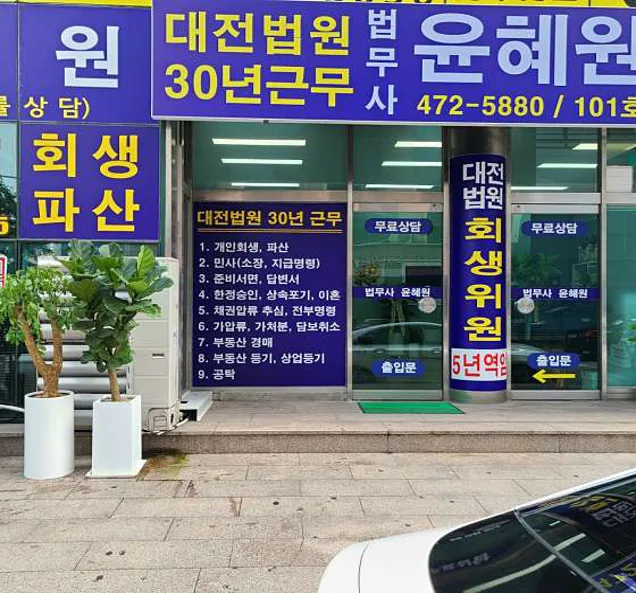 원
률 상 담)
회생
파산
대전법원
30년근무
법무사
윤혜원
472-5880 / 101호
대전법원 30년 근무
1. 개인회생, 파산
2. 민사(소장, 지급명령)
3. 준비서면, 답변서
4. 한정승인, 상속포기, 이혼
5. 채권압류 추심, 전부명령
6. 가압류, 가처분, 담보취소
7. 부동산 경매
8. 부동산 등기, 상업등기
9. 공탁
무료상담
법무사 윤혜원
출입문
대전
법원
회생위원
5년역임
무료상담
법무사 윤혜원
출입문